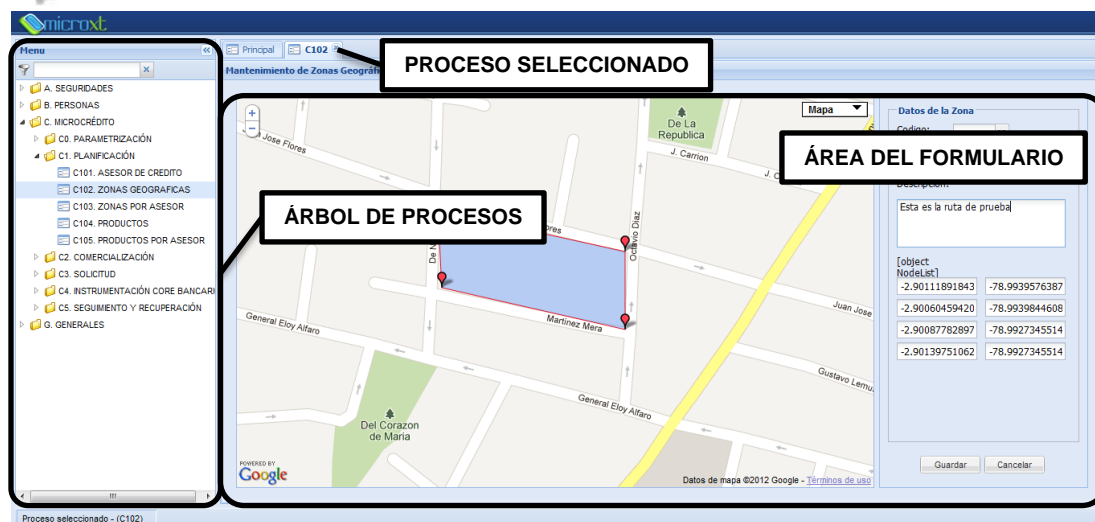 microxt
Menu
Principal
C102
PROCESO SELECCIONADO
Mantenimiento de Zonas
A. SEGURIDADES
B. PERSONAS
C. MICROCRÉDITO
C0. PARAMETRIZACIÓN
C1. PLANIFICACIÓN
C101. ASESOR DE CREDITO
C102. ZONAS GEOGRAFICAS
C103. ZONAS POR ASESOR
C104. PRODUCTOS
C105. PRODUCTOS POR ASESOR
C2. COMERCIALIZACIÓN
C3. SOLICITUD
C4. INSTRUMENTACIÓN CORE BANCARI
C5. SEGUIMIENTO Y RECUPERACIÓN
G. GENERALES
ÁRBOL DE PROCESOS
Mapa
De La
Republica
Jose Flores
J. Carrion
Octavio Diaz
Juan Jose
Martinez Mera
General Eloy Alfaro
Gustavo Lemu
General Eloy Alfaro
Del Corazon
de Maria
POWERED BY
Google
Datos de mapa ©2012 Google - Términos de uso
Datos de la Zona
Codigo:
ÁREA DEL FORMULARIO
Descripción:
Esta es la ruta de prueba
[object
NodeList]
-2.90111891843 -78.9939576387
-2.90060459420 -78.9939844608
-2.90087782897 -78.9927345514
-2.90139751062 -78.9927345514
Guardar Cancelar
Proceso seleccionado - (C102)